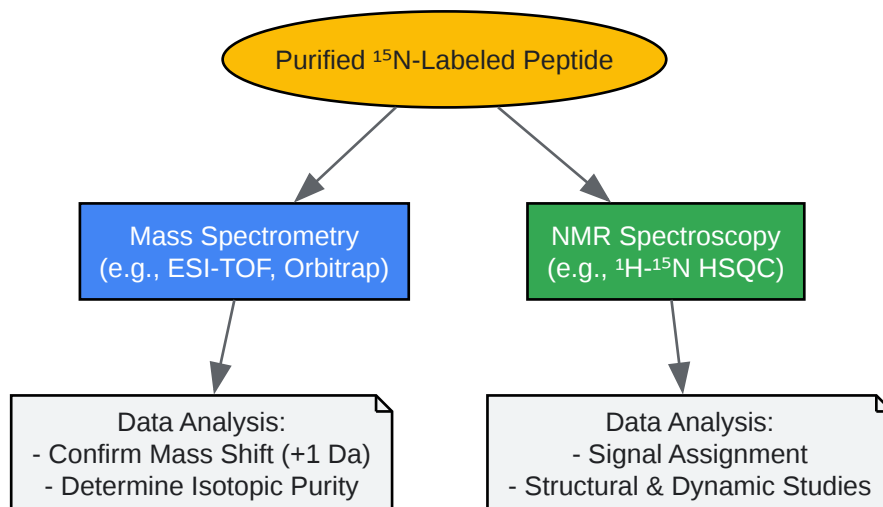 Purified ¹⁵N-Labeled Peptide
Mass Spectrometry
(e.g., ESI-TOF, Orbitrap)
NMR Spectroscopy
(e.g., ¹H-¹⁵N HSQC)
Data Analysis:
- Confirm Mass Shift (+1 Da)
- Determine Isotopic Purity
Data Analysis:
- Signal Assignment
- Structural & Dynamic Studies